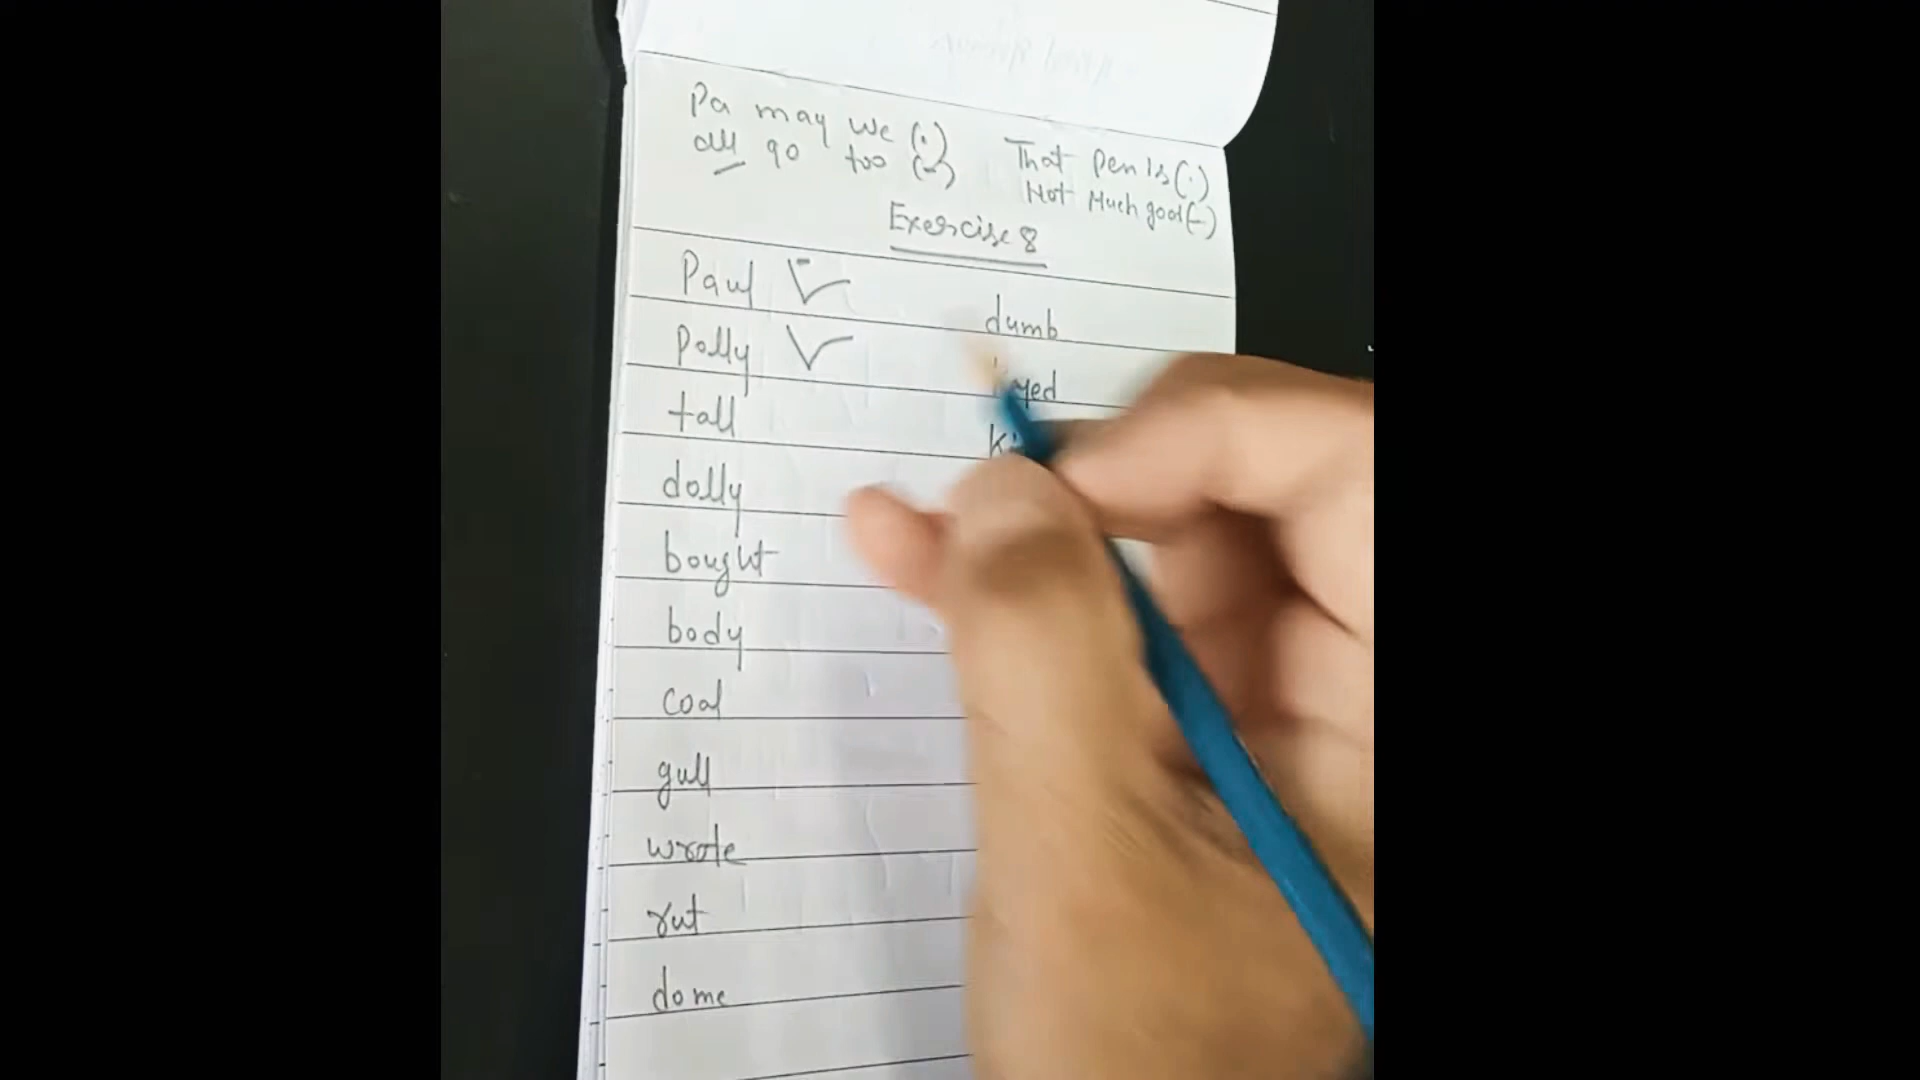 Pa may we (.)
all go too (-)
That Pen Is (.)
Not Much good (-)
Exercise 8
Paul
Polly
tall
dolly
bought
body
coal
gull
wrote
rut
dome
dumb